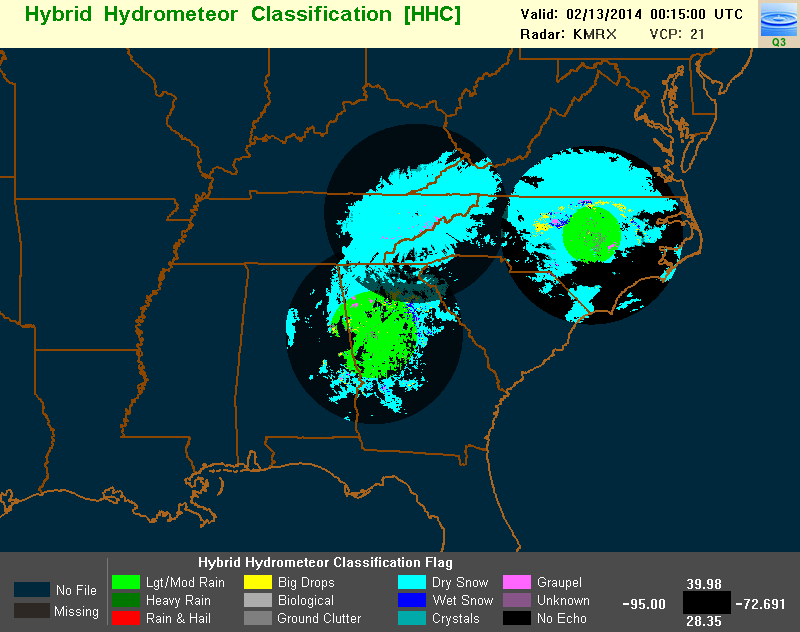 Hybrid Hydrometeor Classification [HHC]
Valid: 02/13/2014 00:15:00 UTC
Radar: KMRX VCP: 21
Q3
Hybrid Hydrometeor Classification Flag
No File
Missing
Lgt/Mod Rain
Heavy Rain
Rain & Hail
Big Drops
Biological
Ground Clutter
Dry Snow
Wet Snow
Crystals
Graupel
Unknown
No Echo
39.98
-95.00
-72.691
28.35